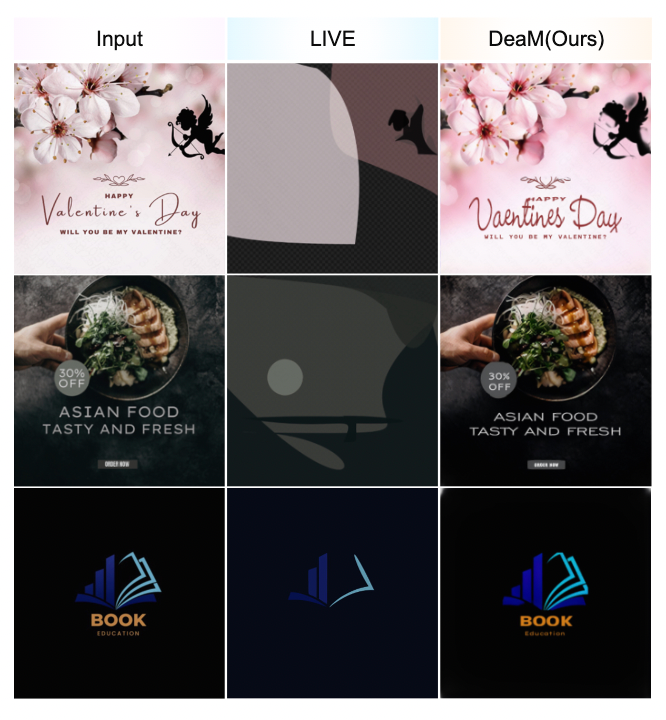 Input
LIVE
DeaM(Ours)
HAPPY
Valentine's Day
WILL YOU BE MY VALENTINE?
HAPPY
Vaentines Day
WILL YOU BE MY VALENTINE?
30%
OFF
ASIAN FOOD
TASTY AND FRESH
ORDER NOW
30%
OFF
ASIAN FOOD
TASTY AND FRESH
ORDER NOW
BOOK
EDUCATION
BOOK
Education